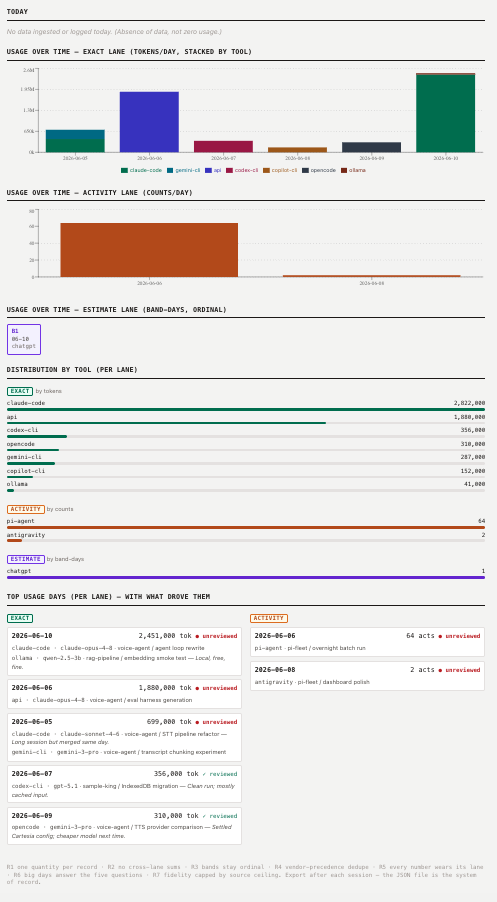 TODAY
No data ingested or logged today. (Absence of data, not zero usage.)
USAGE OVER TIME — EXACT LANE (TOKENS/DAY, STACKED BY TOOL)
2.6M
1.95M
1.3M
650k
0k
2026-06-05 2026-06-06 2026-06-07 2026-06-08 2026-06-09 2026-06-10
claude-code gemini-cli api codex-cli copilot-cli opencode ollama
USAGE OVER TIME — ACTIVITY LANE (COUNTS/DAY)
80
60
40
20
0
2026-06-06 2026-06-08
USAGE OVER TIME — ESTIMATE LANE (BAND-DAYS, ORDINAL)
B1
06-10
chatgpt
DISTRIBUTION BY TOOL (PER LANE)
EXACT by tokens
claude-code 2,822,000
api 1,880,000
codex-cli 356,000
opencode 310,000
gemini-cli 287,000
copilot-cli 152,000
ollama 41,000
ACTIVITY by counts
pi-agent 64
antigravity 2
ESTIMATE by band-days
chatgpt 1
TOP USAGE DAYS (PER LANE) — WITH WHAT DROVE THEM
EXACT
2026-06-10 2,451,000 tok ● unreviewed
claude-code · claude-opus-4-8 · voice-agent / agent loop rewrite
ollama · qwen-2.5-3b · rag-pipeline / embedding smoke test — Local, free,
fine.
2026-06-06 1,880,000 tok ● unreviewed
api · claude-opus-4-8 · voice-agent / eval harness generation
2026-06-05 699,000 tok ● unreviewed
claude-code · claude-sonnet-4-6 · voice-agent / STT pipeline refactor —
Long session but merged same day.
gemini-cli · gemini-3-pro · voice-agent / transcript chunking experiment
2026-06-07 356,000 tok ✓ reviewed
codex-cli · gpt-5.1 · sample-king / IndexedDB migration — Clean run; mostly
cached input.
2026-06-09 310,000 tok ✓ reviewed
opencode · gemini-3-pro · voice-agent / TTS provider comparison — Settled
Cartesia config; cheaper model next time.
ACTIVITY
2026-06-06 64 acts ● unreviewed
pi-agent · pi-fleet / overnight batch run
2026-06-08 2 acts ● unreviewed
antigravity · pi-fleet / dashboard polish
R1 one quantity per record · R2 no cross-lane sums · R3 bands stay ordinal · R4 vendor-precedence dedupe · R5 every number wears its lane
· R6 big days answer the five questions · R7 fidelity capped by source ceiling. Export after each session — the JSON file is the system
of record.